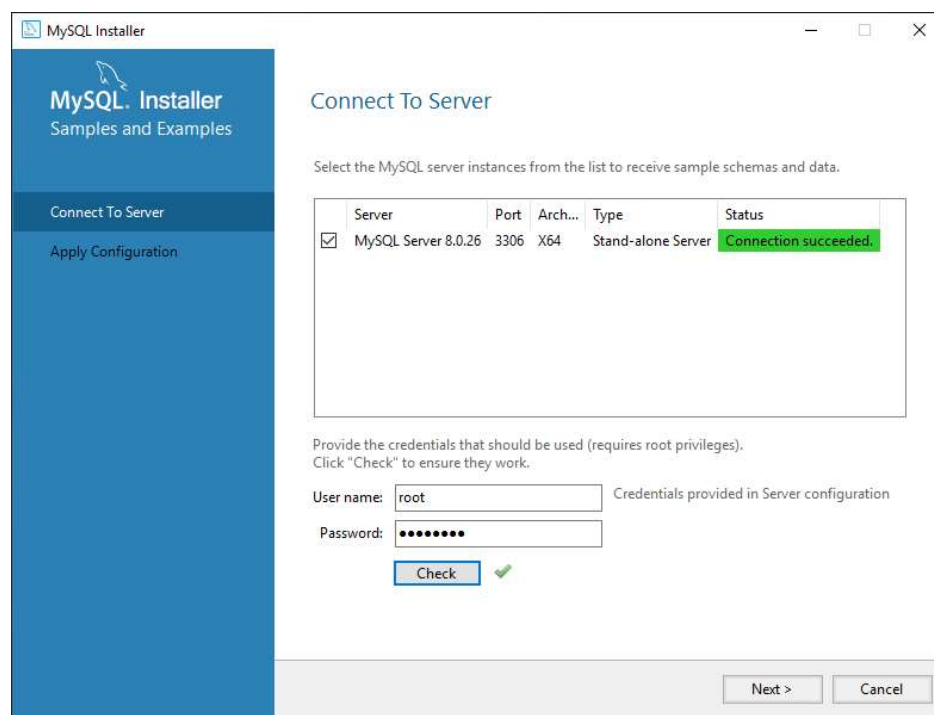 MySQL Installer
MySQL. Installer
Samples and Examples
Connect To Server
Apply Configuration
Connect To Server
Select the MySQL server instances from the list to receive sample schemas and data.
Server Port Arch... Type Status
MySQL Server 8.0.26 3306 X64 Stand-alone Server Connection succeeded.
Provide the credentials that should be used (requires root privileges).
Click "Check" to ensure they work.
User name: root Credentials provided in Server configuration
Password: ●●●●●●●●
Check
Next > Cancel